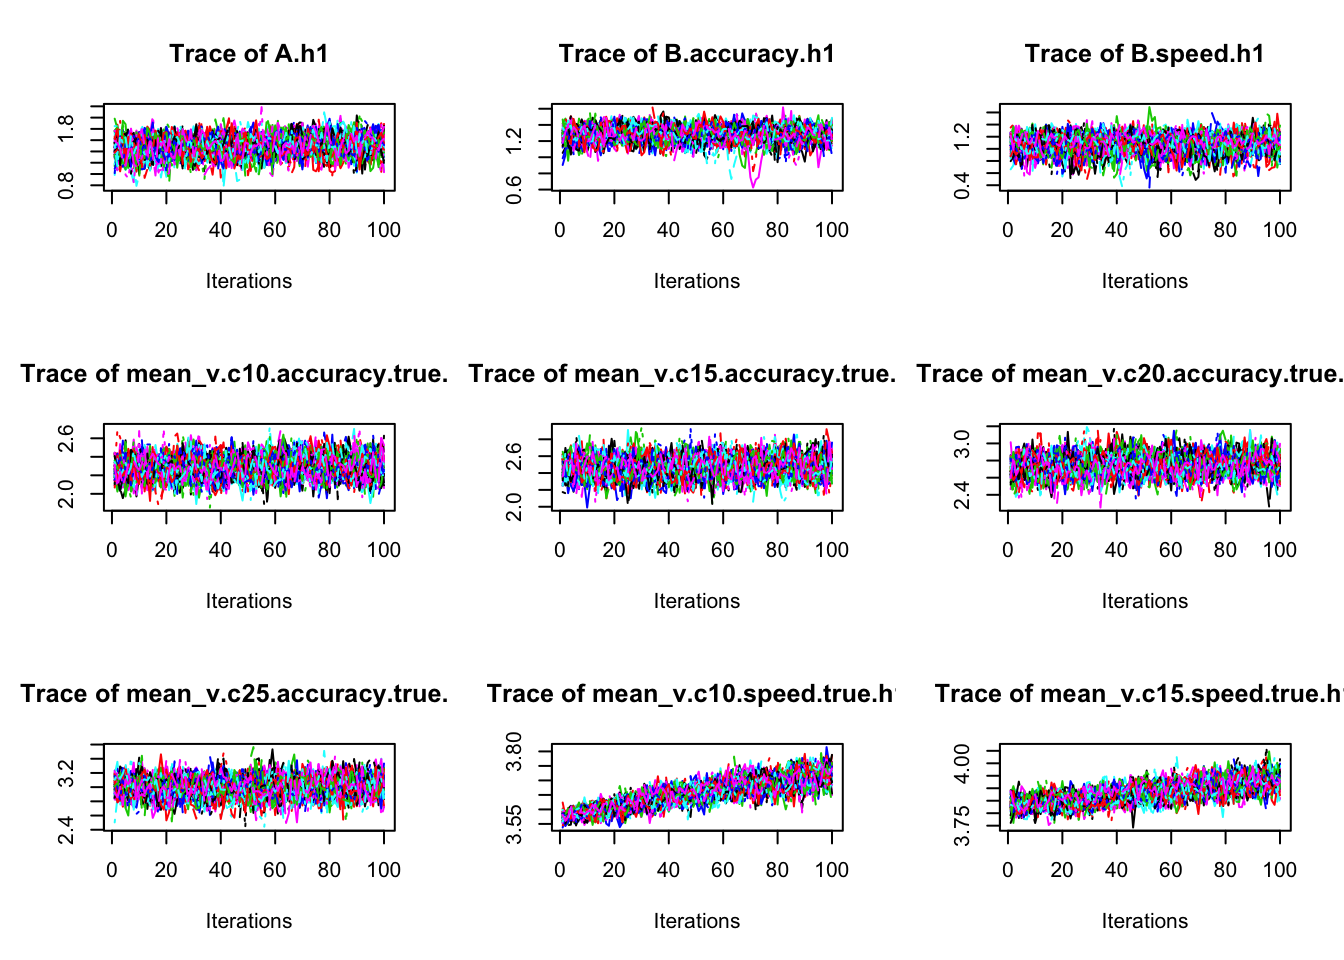 Trace of A.h1
Trace of B.accuracy.h1
Trace of B.speed.h1
0.8 1.8
0.6 1.2
0.4 1.2
0 20 40 60 80 100
0 20 40 60 80 100
0 20 40 60 80 100
Iterations
Iterations
Iterations
Trace of mean_v.c10.accuracy.true.
Trace of mean_v.c15.accuracy.true.
Trace of mean_v.c20.accuracy.true.
2.0 2.6
2.0 2.6
2.4 3.0
0 20 40 60 80 100
0 20 40 60 80 100
0 20 40 60 80 100
Iterations
Iterations
Iterations
Trace of mean_v.c25.accuracy.true.
Trace of mean_v.c10.speed.true.h
Trace of mean_v.c15.speed.true.h
2.4 3.2
3.55 3.80
3.75 4.00
0 20 40 60 80 100
0 20 40 60 80 100
0 20 40 60 80 100
Iterations
Iterations
Iterations